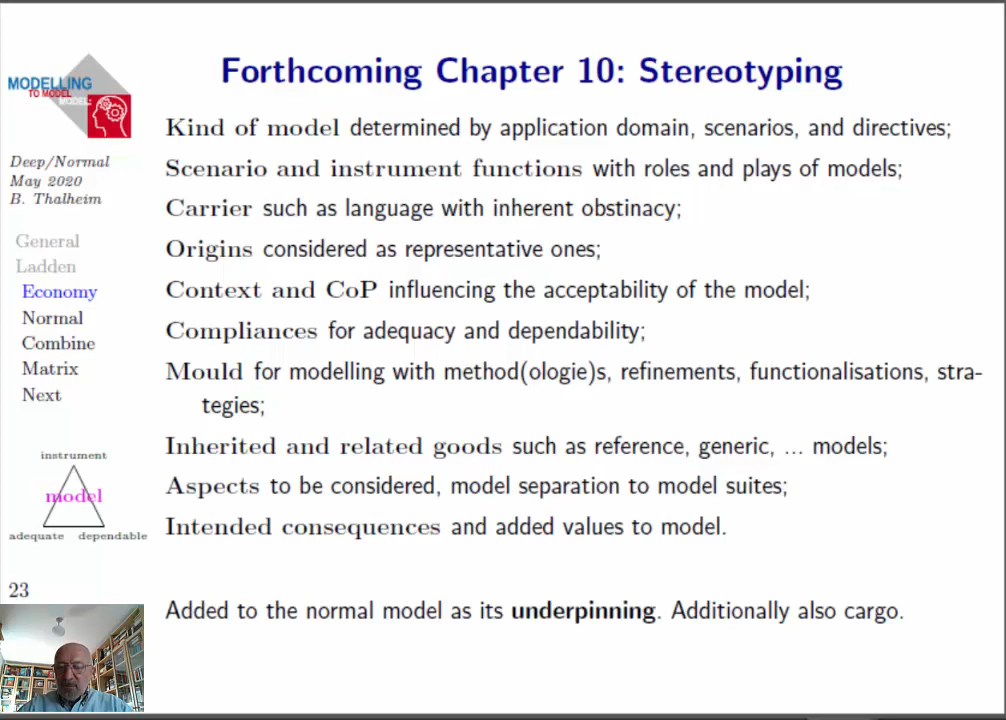 Forthcoming Chapter 10: Stereotyping
MODELLING
TO MODEL
MODEL:
Deep/Normal
May 2020
B. Thalheim
General
Ladden
Economy
Normal
Combine
Matrix
Next
instrument
model
adequate dependable
23
Kind of model determined by application domain, scenarios, and directives;
Scenario and instrument functions with roles and plays of models;
Carrier such as language with inherent obstinacy;
Origins considered as representative ones;
Context and CoP influencing the acceptability of the model;
Compliances for adequacy and dependability;
Mould for modelling with method(ologie)s, refinements, functionalisations, stra-
tegies;
Inherited and related goods such as reference, generic, ... models;
Aspects to be considered, model separation to model suites;
Intended consequences and added values to model.
Added to the normal model as its underpinning. Additionally also cargo.